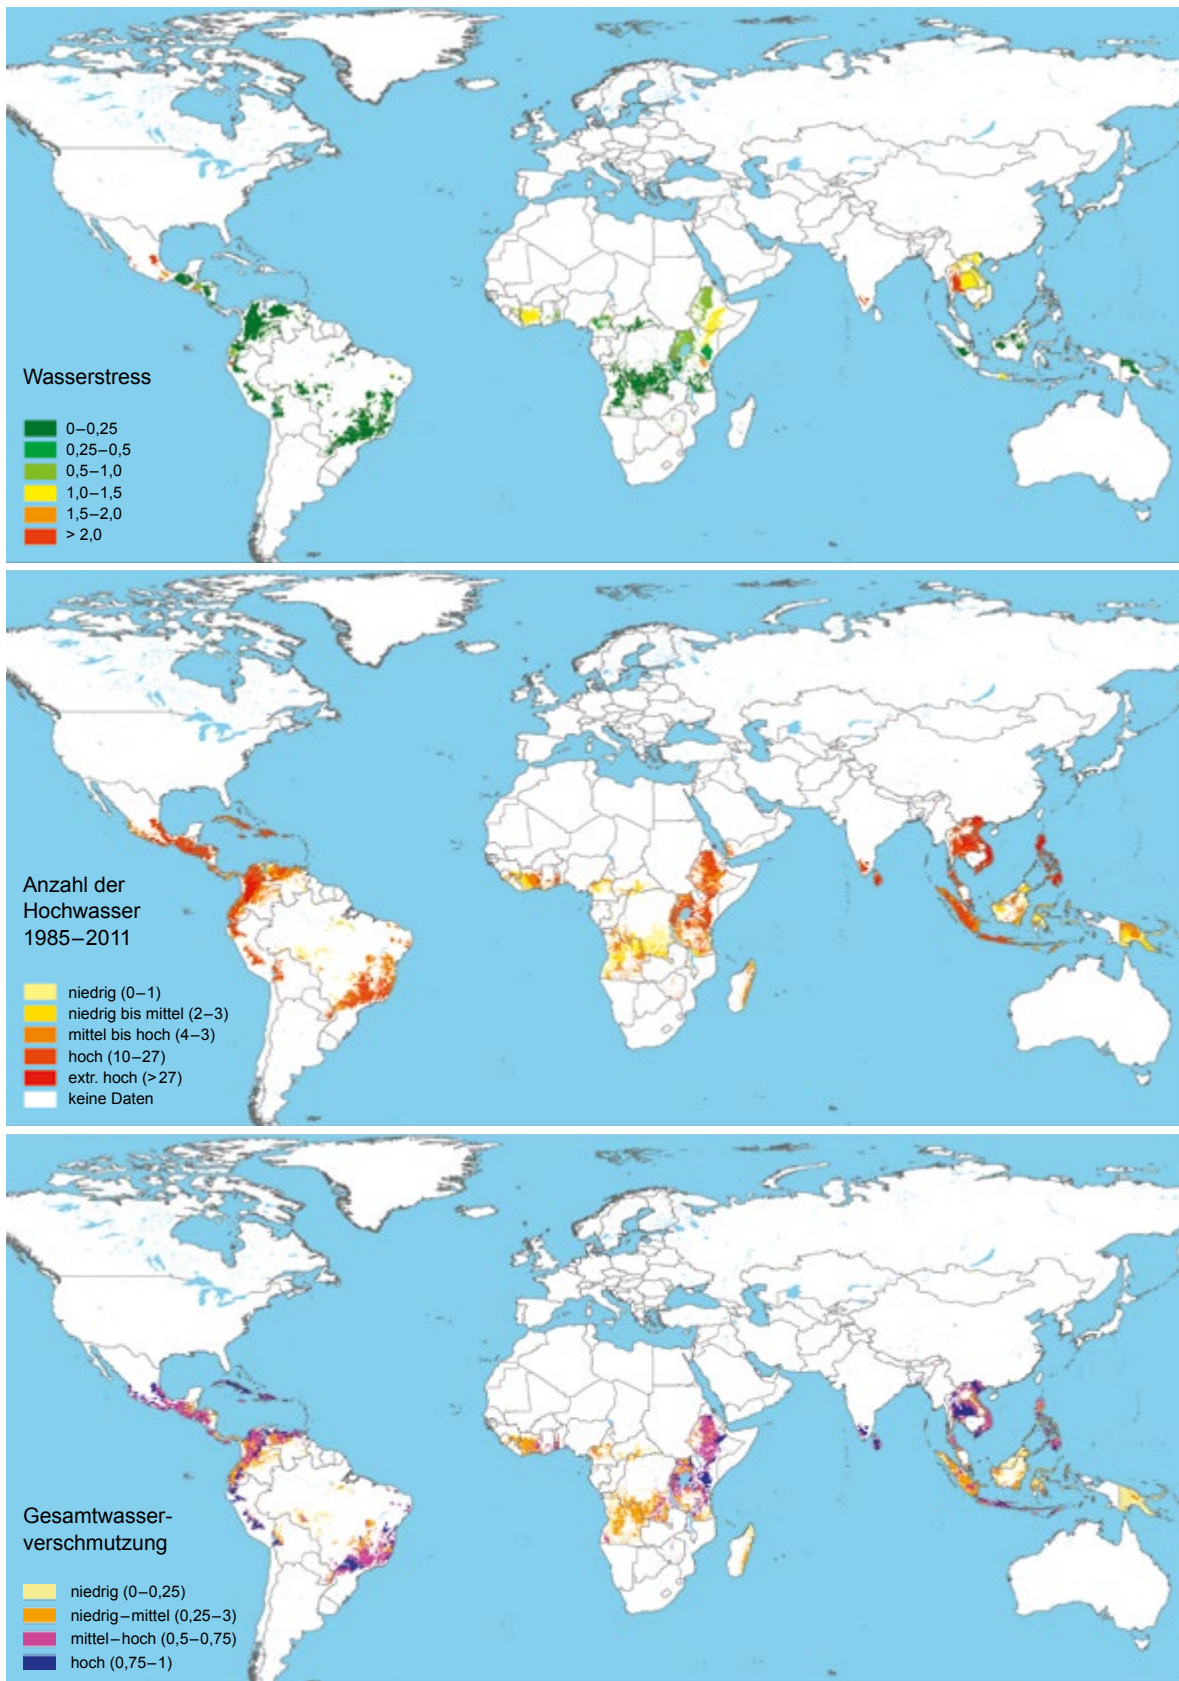 Wasserstress
0–0,25
0,25–0,5
0,5–1,0
1,0–1,5
1,5–2,0
> 2,0
Anzahl der
Hochwasser
1985–2011
niedrig (0–1)
niedrig bis mittel (2–3)
mittel bis hoch (4–3)
hoch (10–27)
extr. hoch (>27)
keine Daten
Gesamtwasser-
verschmutzung
niedrig (0–0,25)
niedrig–mittel (0,25–3)
mittel–hoch (0,5–0,75)
hoch (0,75–1)